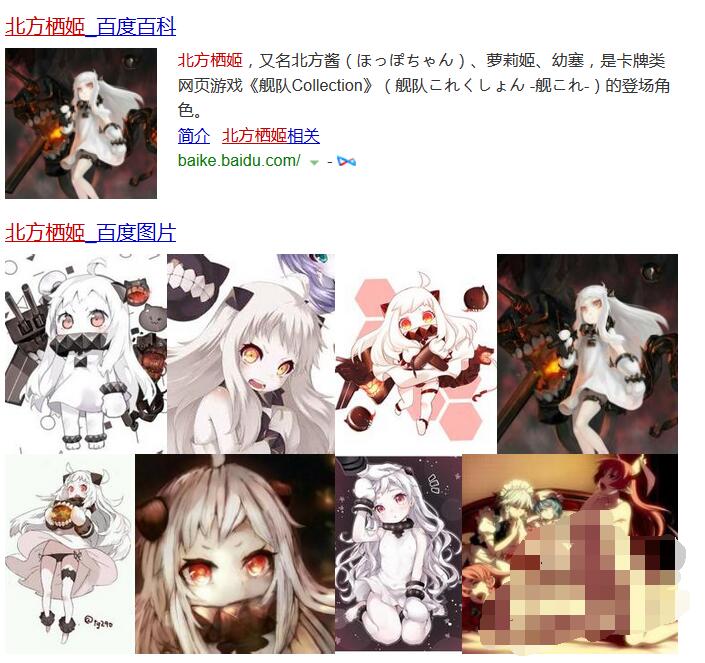 北方栖姬_百度百科
北方栖姬，又名北方酱（ほっぽちゃん）、萝莉姬、幼塞，是卡牌类
网页游戏《舰队Collection》（舰队これくしょん -舰これ-）的登场角
色。
简介 北方栖姬相关
baike.baidu.com/ -
北方栖姬_百度图片